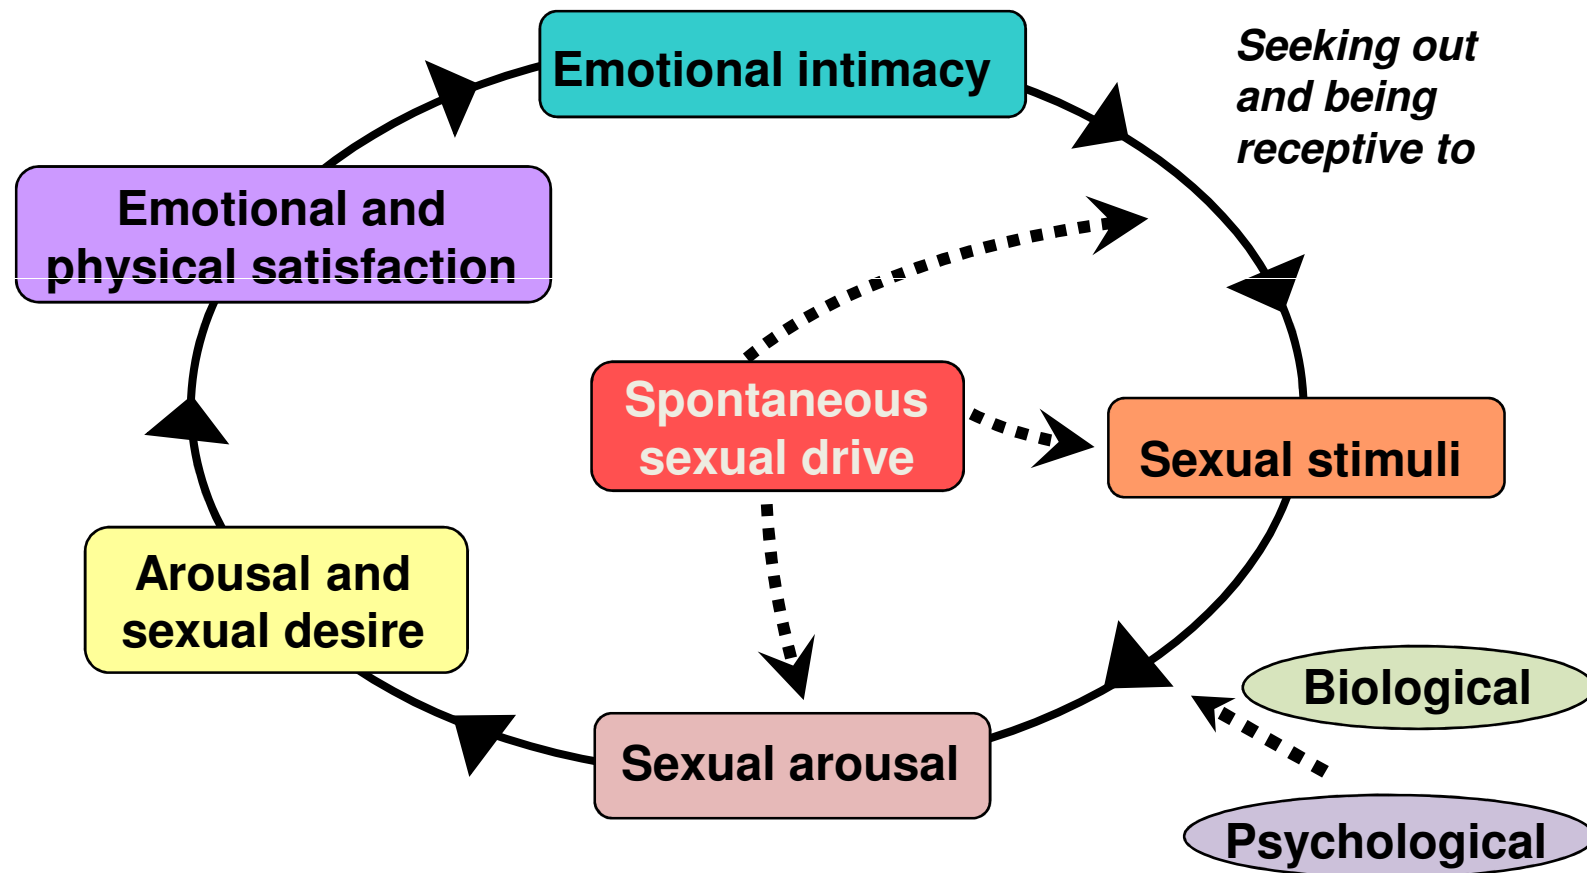 Emotional intimacy
Seeking out
and being
receptive to
Emotional and
physical satisfaction
Spontaneous
sexual drive
Sexual stimuli
Arousal and
sexual desire
Biological
Sexual arousal
Psychological